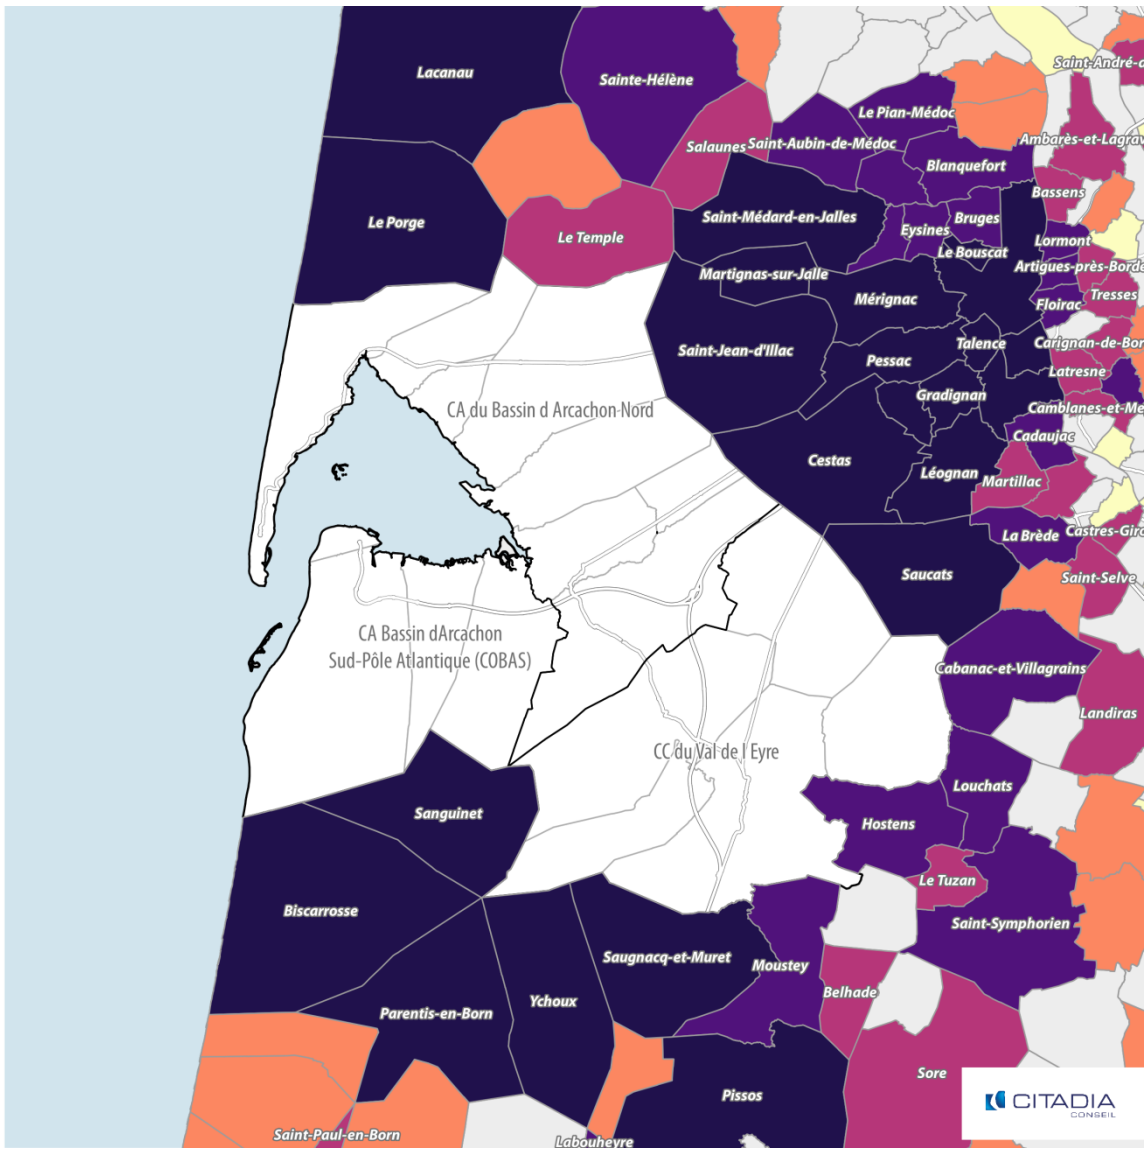 Lacanau
Sainte-Hélène
Saint-André-d
Le Pian-Médoc
Ambarès-et-Lagrav
Salaunes
Saint-Aubin-de-Médoc
Blanquefort
Bassens
Le Porge
Le Temple
Saint-Médard-en-Jalles
Eysines
Bruges
Lormont
Le Bouscat
Artigues-près-Borde
Martignas-sur-Jalle
Mérignac
Floirac
Tresses
Saint-Jean-d'Illac
Pessac
Talence
Carignan-de-Bor
Latresne
Gradignan
CA du Bassin d Arcachon-Nord
Camblanes-et-Me
Cadaujac
Cestas
Léognan
Martillac
La Brède
Castres-Giro
Saucats
Saint-Selve
CA Bassin dArcachon
Sud-Pôle Atlantique (COBAS)
Cabanac-et-Villagrains
Landiras
CC du Val de l Eyre
Louchats
Sanguinet
Hostens
Le Tuzan
Biscarrosse
Saint-Symphorien
Saugnacq-et-Muret
Moustey
Belhade
Ychoux
Parentis-en-Born
Sore
Pissos
Saint-Paul-en-Born
Labouheyre
CITADIA
CONSEIL